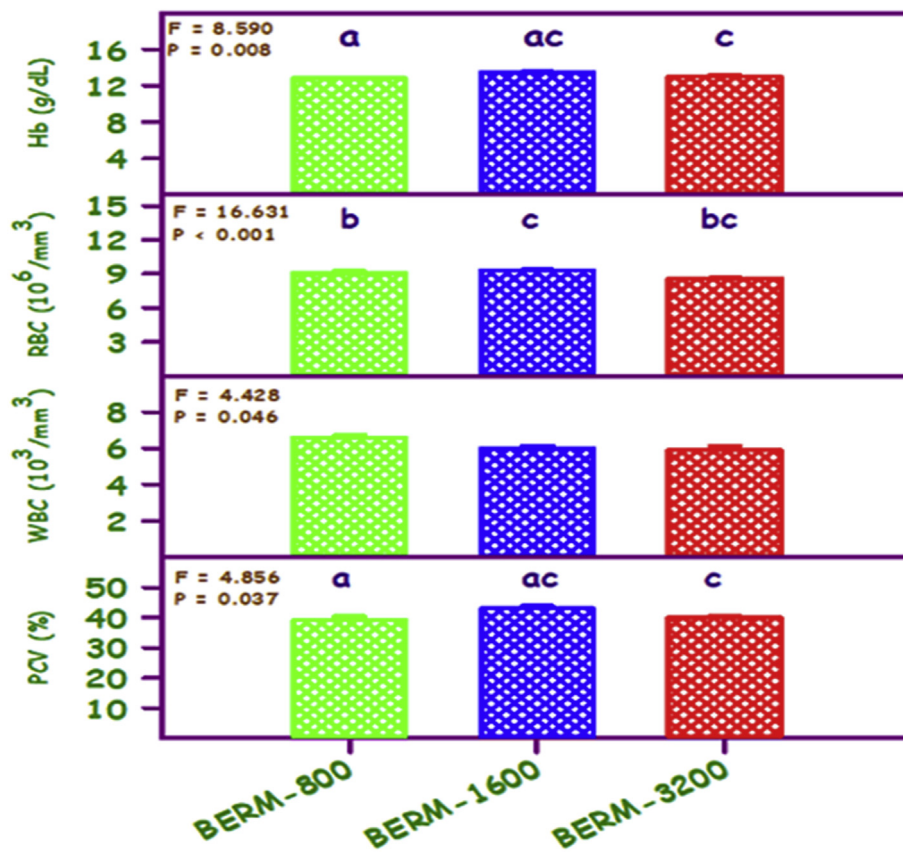 F = 8.590
P = 0.008
a ac c
Hb (g/dL)
16
12
8
4
F = 16.631
P < 0.001
b c bc
RBC (10⁶/mm³)
15
12
9
6
3
F = 4.428
P = 0.046
WBC (10³/mm³)
8
6
4
2
F = 4.856
P = 0.037
a ac c
PCV (%)
50
40
30
20
10
BERM-800 BERM-1600 BERM-3200